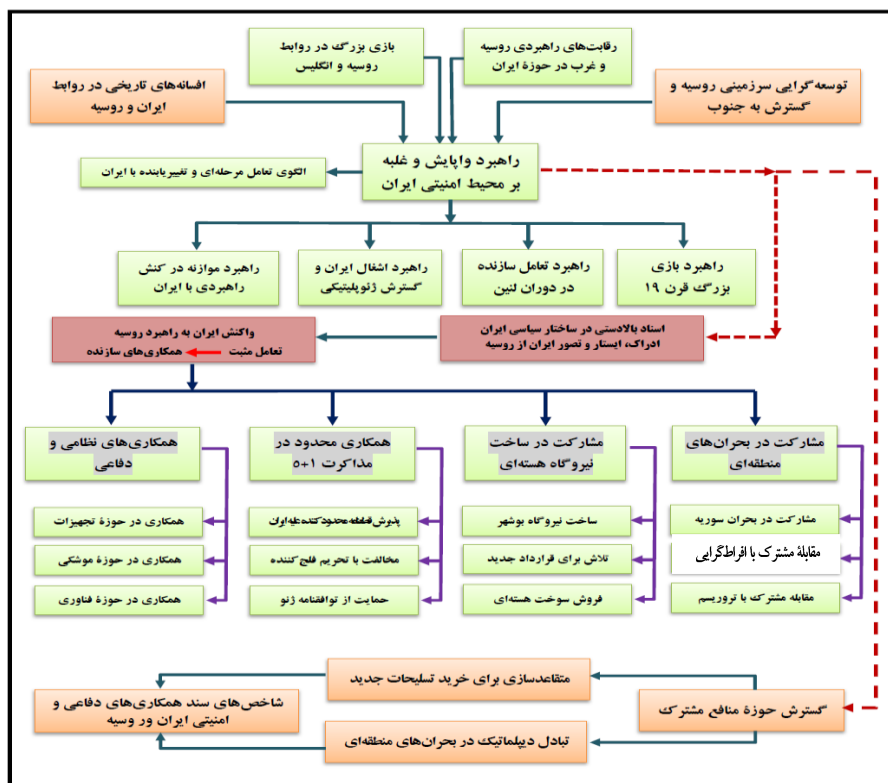 رقابت‌های راهبردی روسیه
و غرب در حوزهٔ ایران
بازی بزرگ در روابط
روسیه و انگلیس
توسعه‌گرایی سرزمینی روسیه و
گسترش به جنوب
افسانه‌های تاریخی در روابط
ایران و روسیه
راهبرد واپایش و غلبه
بر محیط امنیتی ایران
الگوی تعامل مرحله‌ای و تغییریابنده با ایران
راهبرد بازی
بزرگ قرن ۱۹
راهبرد تعامل سازنده
در دوران لنین
راهبرد اشغال ایران و
گسترش ژئوپلیتیکی
راهبرد موازنه در کنش
راهبردی با ایران
اسناد بالادستی در ساختار سیاسی ایران
ادراک، ایستار و تصور ایران از روسیه
واکنش ایران به راهبرد روسیه
تعامل مثبت ← همکاری‌های سازنده
مشارکت در بحران‌های
منطقه‌ای
مشارکت در ساخت
نیروگاه هسته‌ای
همکاری محدود در
مذاکرت ۱+۵
همکاری‌های نظامی و
دفاعی
مشارکت در بحران سوریه
مقابلهٔ مشترک با افراط‌گرایی
مقابله مشترک با تروریسم
ساخت نیروگاه بوشهر
تلاش برای قرارداد جدید
فروش سوخت هسته‌ای
پذیرش قطعنامه محدودکننده علیه ایران
مخالفت با تحریم فلج‌کننده
حمایت از توافقنامه ژنو
همکاری در حوزهٔ تجهیزات
همکاری در حوزهٔ موشکی
همکاری در حوزهٔ فناوری
گسترش حوزهٔ منافع مشترک
متقاعدسازی برای خرید تسلیحات جدید
تبادل دیپلماتیک در بحران‌های منطقه‌ای
شاخص‌های سند همکاری‌های دفاعی و
امنیتی ایران ور وسیه